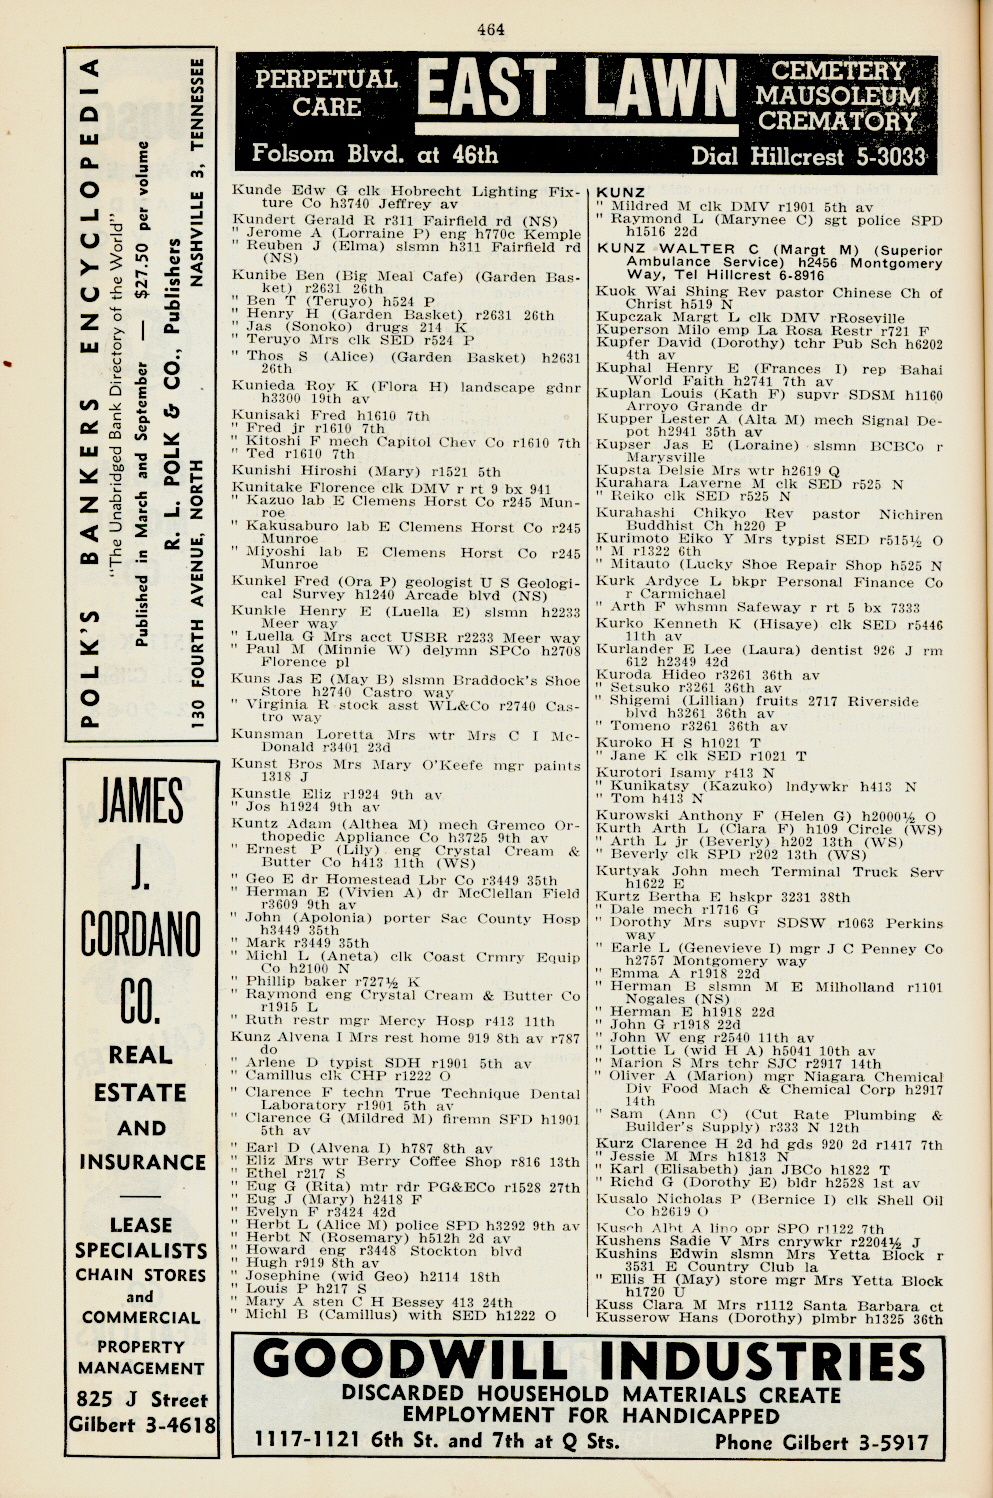 464
PERPETUAL
CARE
EAST LAWN
CEMETERY
MAUSOLEUM
CREMATORY
Folsom Blvd. at 46th
Dial Hillcrest 5-3033
POLK'S BANKERS ENCYCLOPEDIA
"The Unabridged Bank Directory of the World"
Published in March and September — $27.50 per volume
R. L. POLK & CO., Publishers
130 FOURTH AVENUE, NORTH NASHVILLE 3, TENNESSEE
JAMES
J.
CORDANO
CO.
REAL
ESTATE
AND
INSURANCE
LEASE
SPECIALISTS
CHAIN STORES
and
COMMERCIAL
PROPERTY
MANAGEMENT
825 J Street
Gilbert 3-4618
Kunde Edw G clk Hobrecht Lighting Fix-
ture Co h3740 Jeffrey av
Kundert Gerald R r311 Fairfield rd (NS)
" Jerome A (Lorraine P) eng h770c Kemple
" Reuben J (Elma) slsmn h311 Fairfield rd
(NS)
Kunibe Ben (Big Meal Cafe) (Garden Bas-
ket) r2631 26th
" Ben T (Teruyo) h524 P
" Henry H (Garden Basket) r2631 26th
" Jas (Sonoko) drugs 214 K
" Teruyo Mrs clk SED r524 P
" Thos S (Alice) (Garden Basket) h2631
26th
Kunieda Roy K (Flora H) landscape gdnr
h3300 19th av
Kunisaki Fred h1610 7th
" Fred jr r1610 7th
" Kitoshi F mech Capitol Chev Co r1610 7th
" Ted r1610 7th
Kunishi Hiroshi (Mary) r1521 5th
Kunitake Florence clk DMV r rt 9 bx 941
" Kazuo lab E Clemens Horst Co r245 Mun-
roe
" Kakusaburo lab E Clemens Horst Co r245
Munroe
" Miyoshi lab E Clemens Horst Co r245
Munroe
Kunkel Fred (Ora P) geologist U S Geologi-
cal Survey h1240 Arcade blvd (NS)
Kunkle Henry E (Luella E) slsmn h2233
Meer way
" Luella G Mrs acct USBR r2233 Meer way
" Paul M (Minnie W) delymn SPCo h2708
Florence pl
Kuns Jas E (May B) slsmn Braddock's Shoe
Store h2740 Castro way
" Virginia R stock asst WL&Co r2740 Cas-
tro way
Kunsman Loretta Mrs wtr Mrs C I Mc-
Donald r3401 23d
Kunst Bros Mrs Mary O'Keefe mgr paints
1318 J
Kunstle Eliz r1924 9th av
" Jos h1924 9th av
Kuntz Adam (Althea M) mech Gremco Or-
thopedic Appliance Co h3725 9th av
" Ernest P (Lily) eng Crystal Cream &
Butter Co h413 11th (WS)
" Geo E dr Homestead Lbr Co r3449 35th
" Herman E (Vivien A) dr McClellan Field
r3609 9th av
" John (Apolonia) porter Sac County Hosp
h3449 35th
" Mark r3449 35th
" Michl L (Aneta) clk Coast Crmry Equip
Co h2100 N
" Phillip baker r727½ K
" Raymond eng Crystal Cream & Butter Co
r1915 L
" Ruth restr mgr Mercy Hosp r413 11th
Kunz Alvena I Mrs rest home 919 8th av r787
do
" Arlene D typist SDH r1901 5th av
" Camillus clk CHP r1222 O
" Clarence F techn True Technique Dental
Laboratory r1901 5th av
" Clarence G (Mildred M) firemn SFD h1901
5th av
" Earl D (Alvena I) h787 8th av
" Eliz Mrs wtr Berry Coffee Shop r816 13th
" Ethel r217 S
" Eug G (Rita) mtr rdr PG&ECo r1528 27th
" Eug J (Mary) h2418 F
" Evelyn F r3424 42d
" Herbt L (Alice M) police SPD h3292 9th av
" Herbt N (Rosemary) h512h 2d av
" Howard eng r3448 Stockton blvd
" Hugh r919 8th av
" Josephine (wid Geo) h2114 18th
" Louis P h217 S
" Mary A sten C H Bessey 413 24th
" Michl B (Camillus) with SED h1222 O
KUNZ
" Mildred M clk DMV r1901 5th av
" Raymond L (Marynee C) sgt police SPD
h1516 22d
KUNZ WALTER C (Margt M) (Superior
Ambulance Service) h2456 Montgomery
Way, Tel Hillcrest 6-8916
Kuok Wai Shing Rev pastor Chinese Ch of
Christ h519 N
Kupczak Margt L clk DMV rRoseville
Kuperson Milo emp La Rosa Restr r721 F
Kupfer David (Dorothy) tchr Pub Sch h6202
4th av
Kuphal Henry E (Frances I) rep Bahai
World Faith h2741 7th av
Kuplan Louis (Kath F) supvr SDSM h1160
Arroyo Grande dr
Kupper Lester A (Alta M) mech Signal De-
pot h2941 35th av
Kupser Jas E (Loraine) slsmn BCBCo r
Marysville
Kupsta Delsie Mrs wtr h2619 Q
Kurahara Laverne M clk SED r525 N
" Reiko clk SED r525 N
Kurahashi Chikyo Rev pastor Nichiren
Buddhist Ch h220 P
Kurimoto Eiko Y Mrs typist SED r515½ O
" M r1322 6th
" Mitauto (Lucky Shoe Repair Shop h525 N
Kurk Ardyce L bkpr Personal Finance Co
r Carmichael
" Arth F whsmn Safeway r rt 5 bx 7333
Kurko Kenneth K (Hisaye) clk SED r5446
11th av
Kurlander E Lee (Laura) dentist 926 J rm
612 h2349 42d
Kuroda Hideo r3261 36th av
" Setsuko r3261 36th av
" Shigemi (Lillian) fruits 2717 Riverside
blvd h3261 36th av
" Tomeno r3261 36th av
Kuroko H S h1021 T
" Jane K clk SED r1021 T
Kurotori Isamy r413 N
" Kunikatsy (Kazuko) lndywkr h413 N
" Tom h413 N
Kurowski Anthony F (Helen G) h2000½ O
Kurth Arth L (Clara F) h109 Circle (WS)
" Arth L jr (Beverly) h202 13th (WS)
" Beverly clk SPD r202 13th (WS)
Kurtyak John mech Terminal Truck Serv
h1622 E
Kurtz Bertha E hskpr 3231 38th
" Dale mech r1716 G
" Dorothy Mrs supvr SDSW r1063 Perkins
way
" Earle L (Genevieve I) mgr J C Penney Co
h2757 Montgomery way
" Emma A r1918 22d
" Herman B slsmn M E Milholland r1101
Nogales (NS)
" Herman E h1918 22d
" John G r1918 22d
" John W eng r2540 11th av
" Lottie L (wid H A) h5041 10th av
" Marion S Mrs tchr SJC r2917 14th
" Oliver A (Marion) mgr Niagara Chemical
Div Food Mach & Chemical Corp h2917
14th
" Sam (Ann C) (Cut Rate Plumbing &
Builder's Supply) r333 N 12th
Kurz Clarence H 2d hd gds 920 2d r1417 7th
" Jessie M Mrs h1813 N
" Karl (Elisabeth) jan JBCo h1822 T
" Richd G (Dorothy E) bldr h2528 1st av
Kusalo Nicholas P (Bernice I) clk Shell Oil
Co h2619 O
Kusch Albt A lino opr SPO r1122 7th
Kushens Sadie V Mrs cnrywkr r2204½ J
Kushins Edwin slsmn Mrs Yetta Block r
3531 E Country Club la
" Ellis H (May) store mgr Mrs Yetta Block
h1720 U
Kuss Clara M Mrs r1112 Santa Barbara ct
Kusserow Hans (Dorothy) plmbr h1325 36th
GOODWILL INDUSTRIES
DISCARDED HOUSEHOLD MATERIALS CREATE
EMPLOYMENT FOR HANDICAPPED
1117-1121 6th St. and 7th at Q Sts.
Phone Gilbert 3-5917